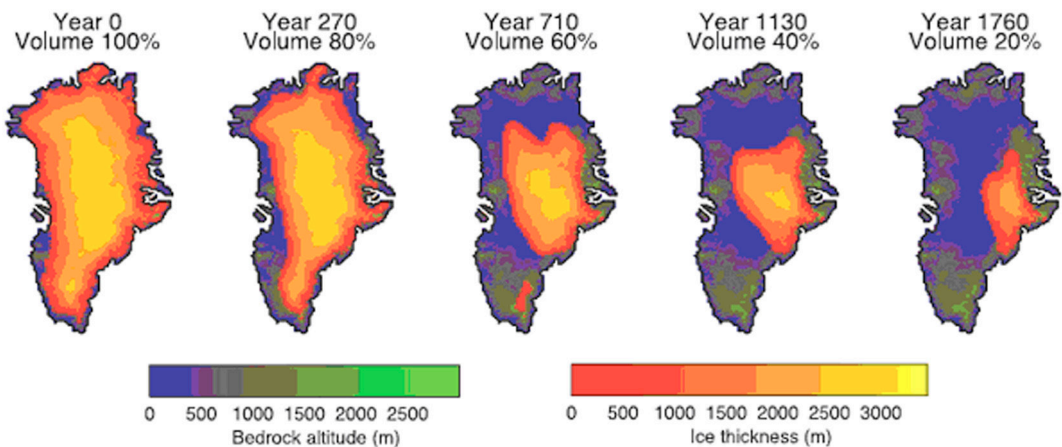 Year 0
Volume 100%
Year 270
Volume 80%
Year 710
Volume 60%
Year 1130
Volume 40%
Year 1760
Volume 20%
0 500 1000 1500 2000 2500
Bedrock altitude (m)
0 500 1000 1500 2000 2500 3000
Ice thickness (m)